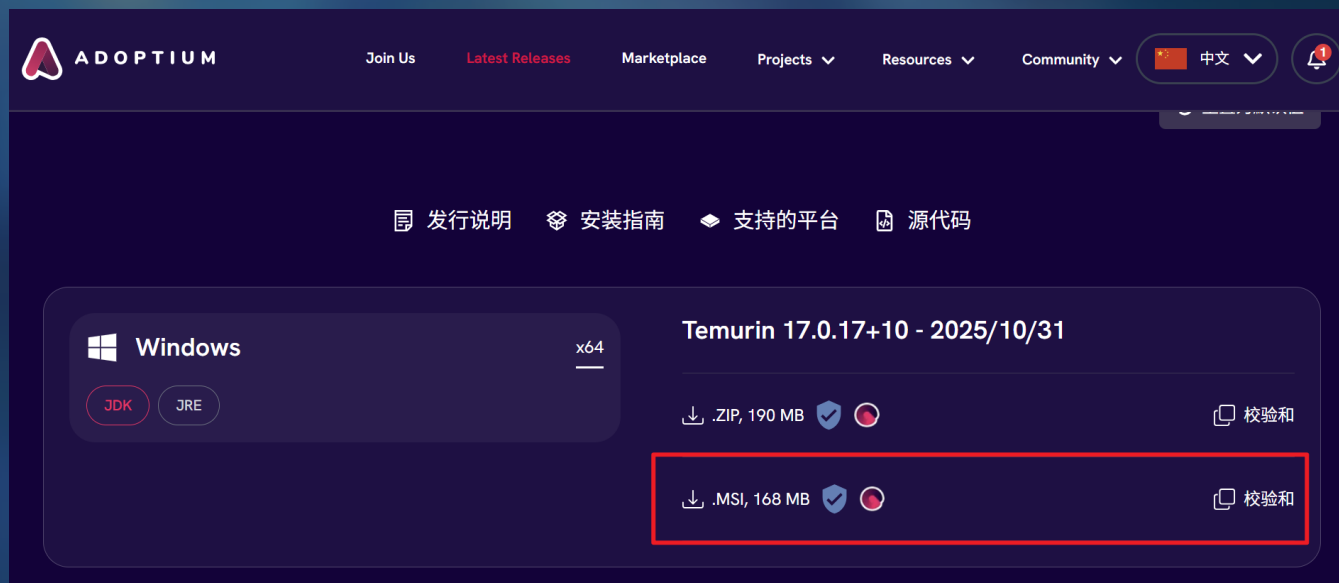 ADOPTIUM
Join Us
Latest Releases
Marketplace
Projects
Resources
Community
中文
1
发行说明
安装指南
支持的平台
源代码
Windows
x64
JDK
JRE
Temurin 17.0.17+10 - 2025/10/31
.ZIP, 190 MB
校验和
.MSI, 168 MB
校验和